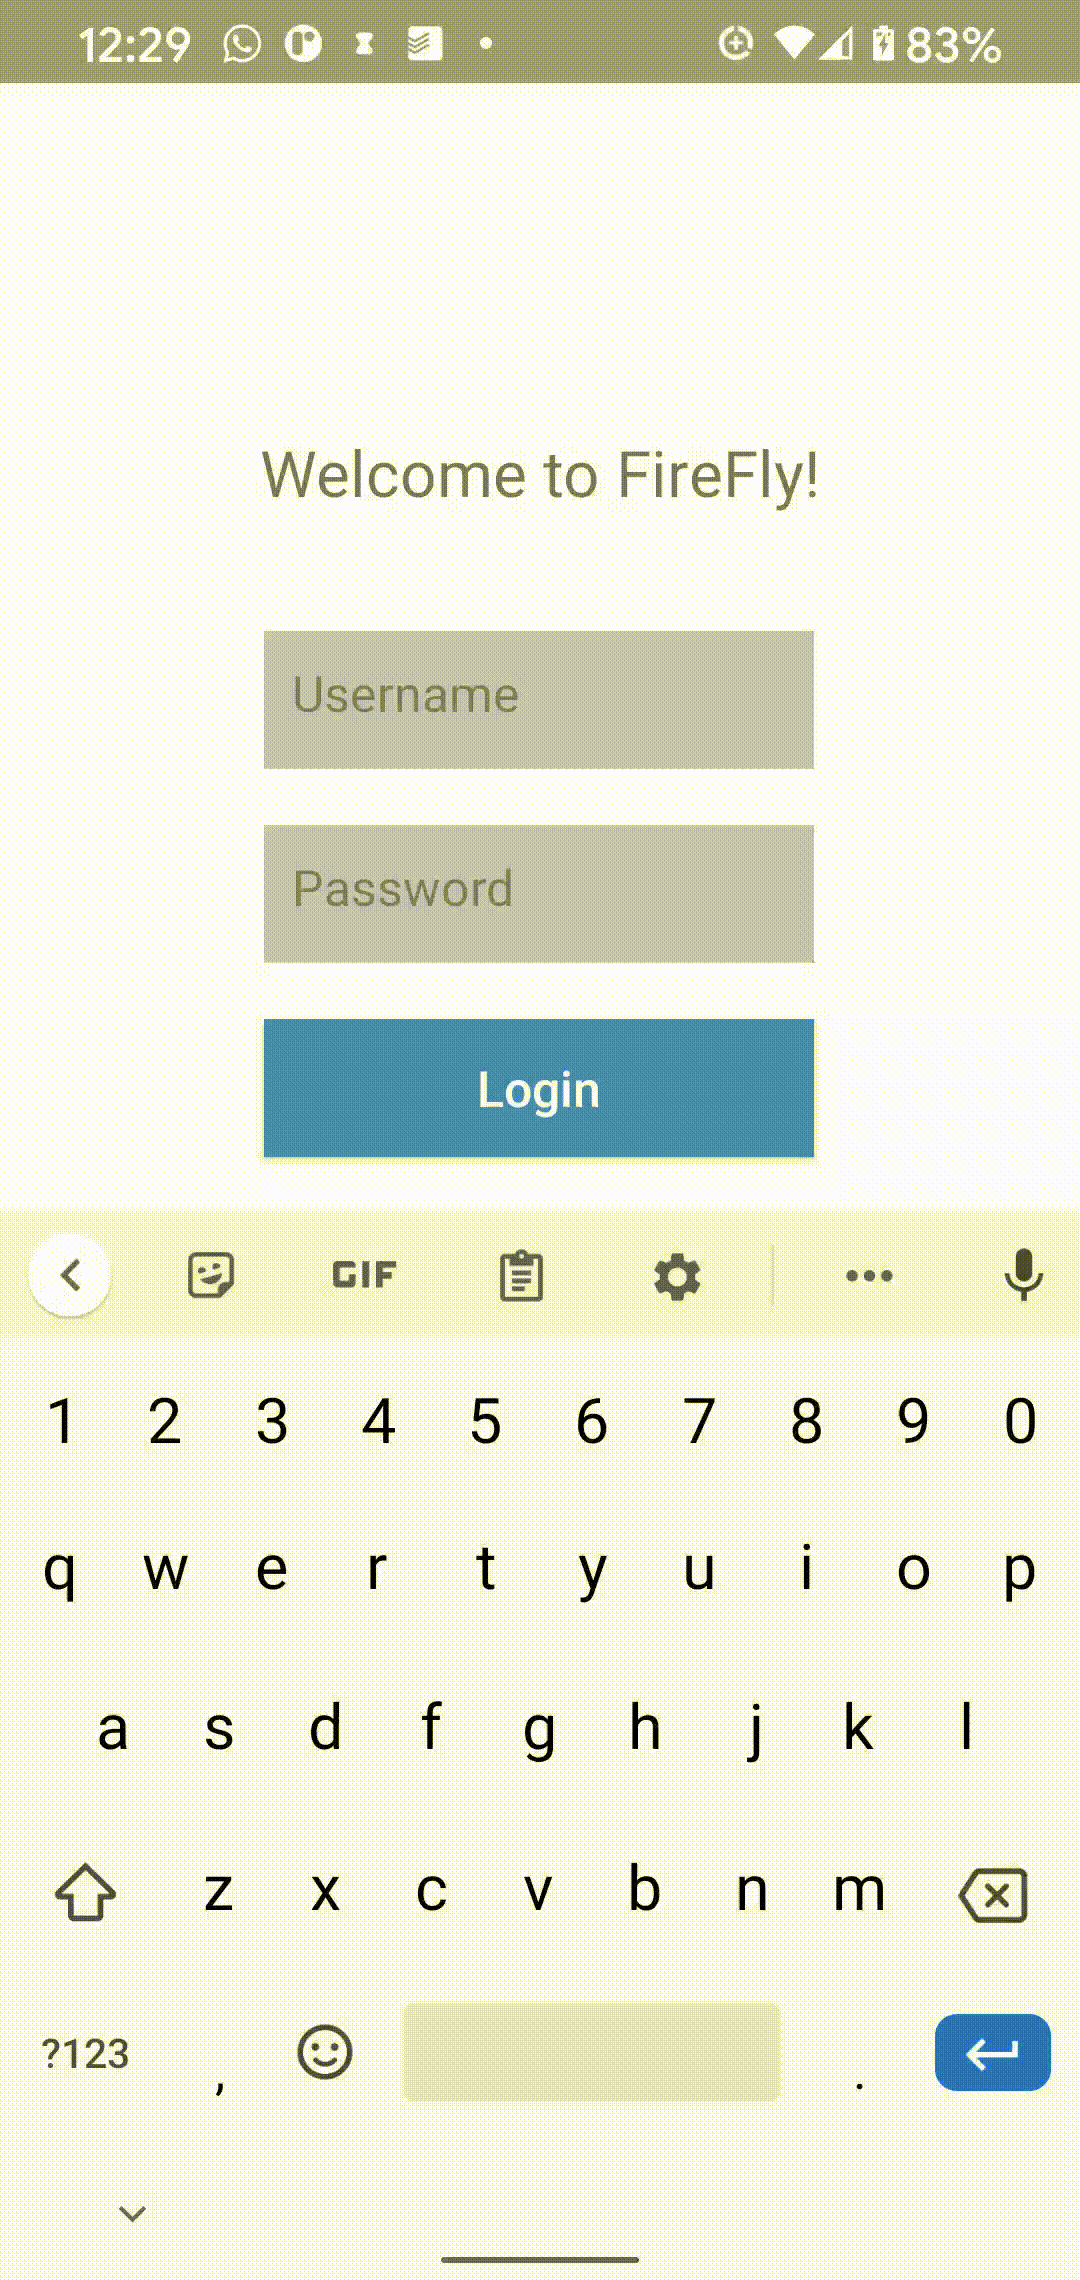 12:29 83%
Welcome to FireFly!
Username
Password
Login
GIF
1 2 3 4 5 6 7 8 9 0
q w e r t y u i o p
a s d f g h j k l
z x c v b n m
?123 , .